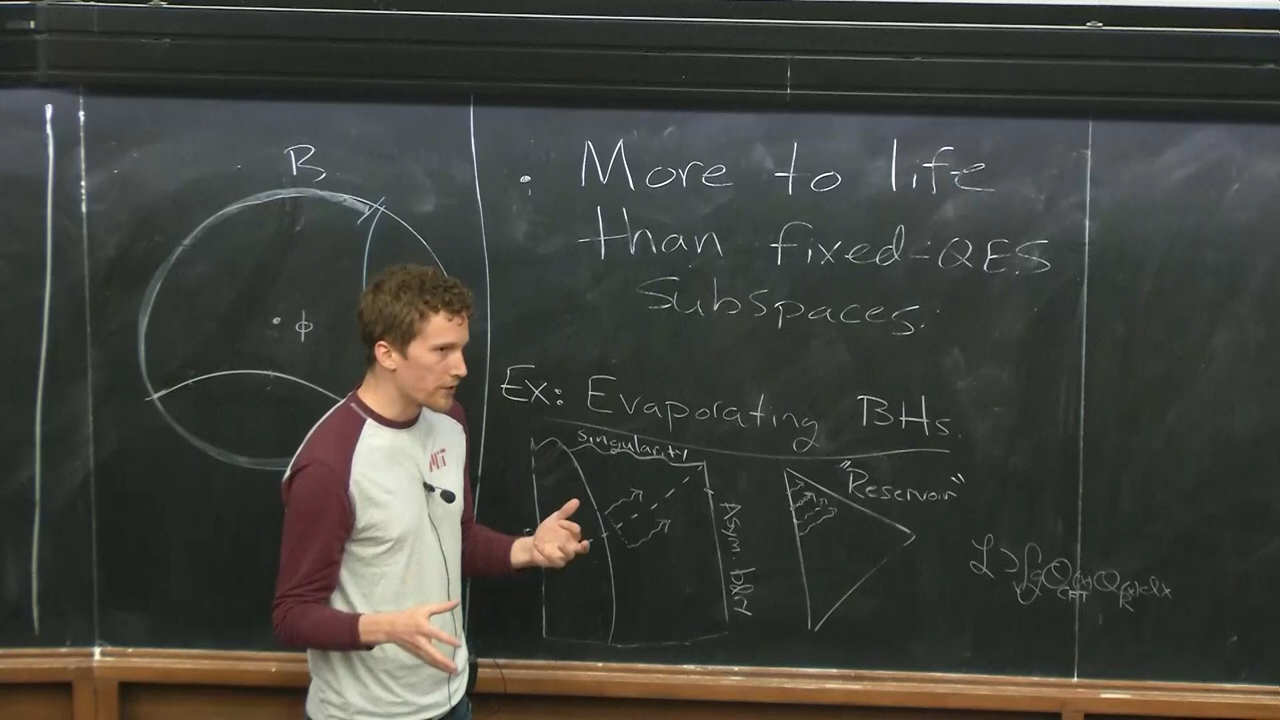 B
ϕ
· More to life
than fixed-QES
Subspaces.
Ex: Evaporating BHs.
Singularity
Asym. bdry
"Reservoir"
MIT